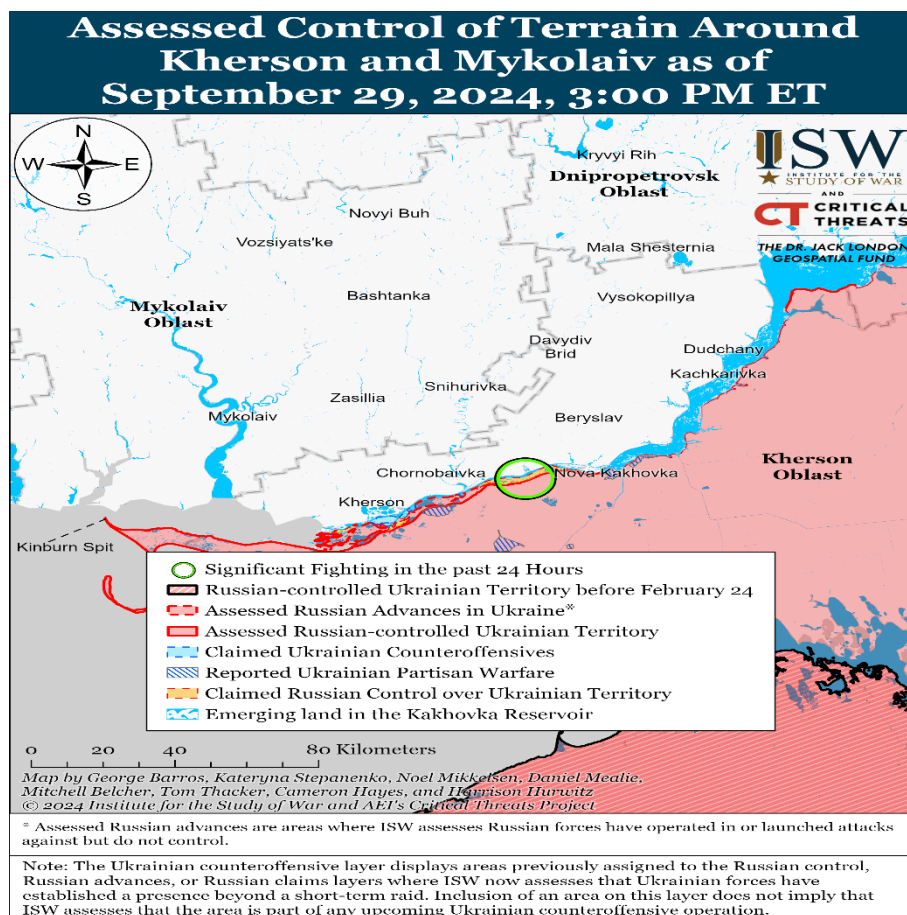 Assessed Control of Terrain Around
Kherson and Mykolaiv as of
September 29, 2024, 3:00 PM ET
N
W
E
S
Kryvyi Rih
Dnipropetrovsk
Oblast
ISW
INSTITUTE FOR THE
STUDY OF WAR
AND
CT CRITICAL
THREATS
THE DR. JACK LONDON
GEOSPATIAL FUND
Novyi Buh
Vozsiyats'ke
Mala Shesternia
Bashtanka
Vysokopillya
Mykolaiv
Oblast
Davydiv
Brid
Dudchany
Kachkarivka
Snihurivka
Zasillia
Mykolaiv
Beryslav
Kherson
Oblast
Chornobaivka
Nova Kakhovka
Kherson
Kinburn Spit
Significant Fighting in the past 24 Hours
Russian-controlled Ukrainian Territory before February 24
Assessed Russian Advances in Ukraine*
Assessed Russian-controlled Ukrainian Territory
Claimed Ukrainian Counteroffensives
Reported Ukrainian Partisan Warfare
Claimed Russian Control over Ukrainian Territory
Emerging land in the Kakhovka Reservoir
0 20 40 80 Kilometers
Map by George Barros, Kateryna Stepanenko, Noel Mikkelsen, Daniel Mealie,
Mitchell Belcher, Tom Thacker, Cameron Hayes, and Harrison Hurwitz
© 2024 Institute for the Study of War and AEI's Critical Threats Project
* Assessed Russian advances are areas where ISW assesses Russian forces have operated in or launched attacks
against but do not control.
Note: The Ukrainian counteroffensive layer displays areas previously assigned to the Russian control,
Russian advances, or Russian claims layers where ISW now assesses that Ukrainian forces have
established a presence beyond a short-term raid. Inclusion of an area on this layer does not imply that
ISW assesses that the area is part of any upcoming Ukrainian counteroffensive operation.